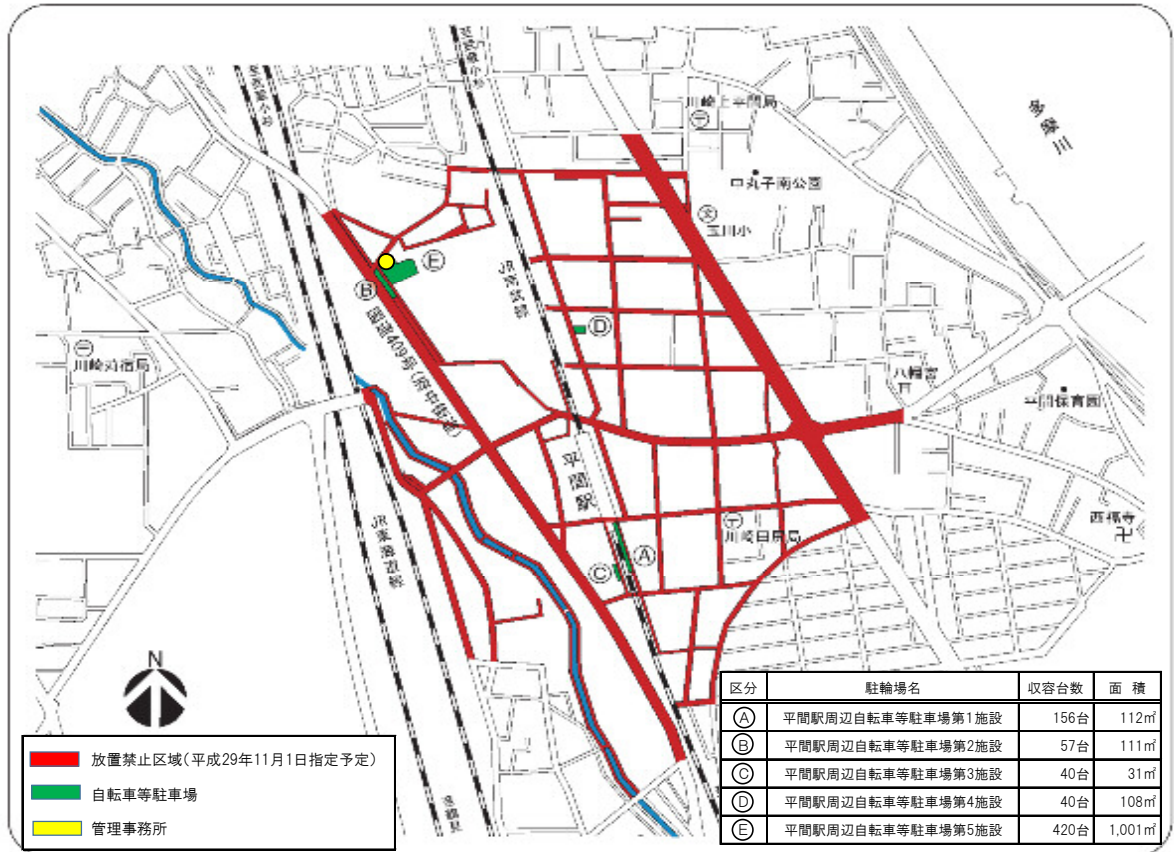 川崎上平間局
多摩川
中丸子南公園
玉川小
JR南武線
E
B
国道409号(府中街道)
D
川崎苅宿局
八幡宮
平間保育園
平間駅
西福寺
川崎田尻局
A
C
N
放置禁止区域(平成29年11月1日指定予定)
自転車等駐車場
管理事務所
区分 駐輪場名 収容台数 面 積
A 平間駅周辺自転車等駐車場第1施設 156台 112㎡
B 平間駅周辺自転車等駐車場第2施設 57台 111㎡
C 平間駅周辺自転車等駐車場第3施設 40台 31㎡
D 平間駅周辺自転車等駐車場第4施設 40台 108㎡
E 平間駅周辺自転車等駐車場第5施設 420台 1,001㎡